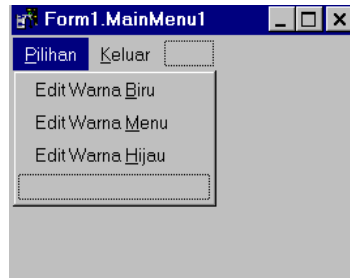 Form1.MainMenu1
Pilihan Keluar
Edit Warna Biru
Edit Warna Menu
Edit Warna Hijau